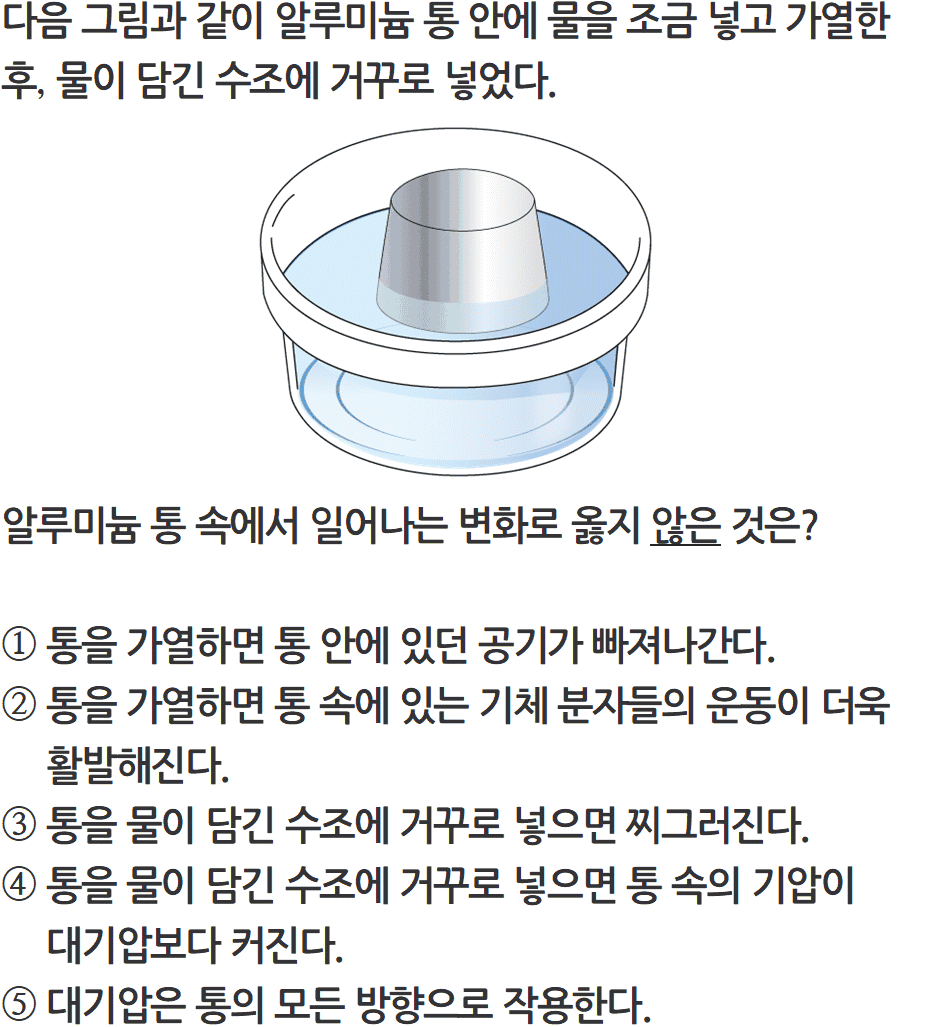 다음 그림과 같이 알루미늄 통 안에 물을 조금 넣고 가열한
후, 물이 담긴 수조에 거꾸로 넣었다.
알루미늄 통 속에서 일어나는 변화로 옳지 않은 것은?
① 통을 가열하면 통 안에 있던 공기가 빠져나간다.
② 통을 가열하면 통 속에 있는 기체 분자들의 운동이 더욱
활발해진다.
③ 통을 물이 담긴 수조에 거꾸로 넣으면 찌그러진다.
④ 통을 물이 담긴 수조에 거꾸로 넣으면 통 속의 기압이
대기압보다 커진다.
⑤ 대기압은 통의 모든 방향으로 작용한다.